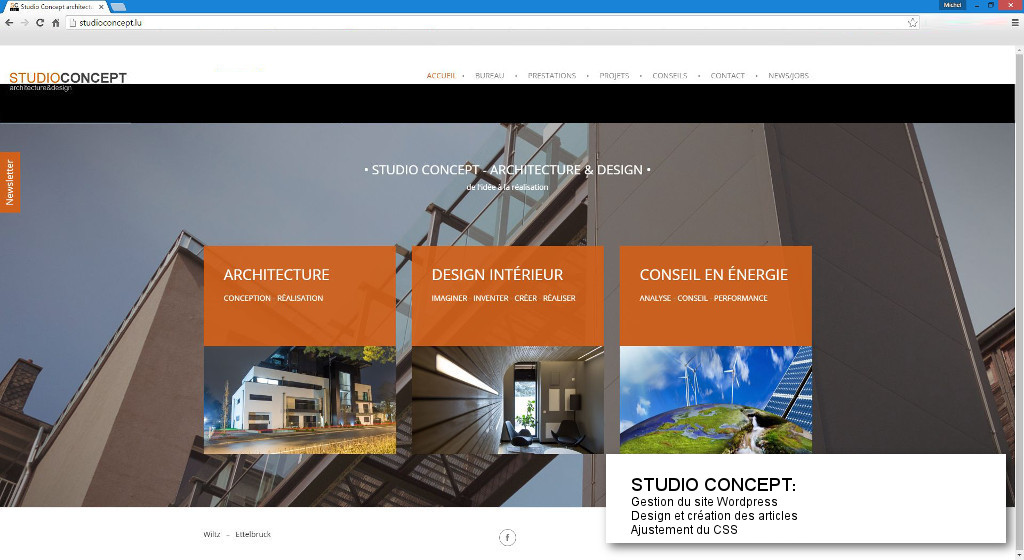 Studio Concept architect
Michel
studioconcept.lu
STUDIOCONCEPT
architecture&design
ACCUEIL • BUREAU • PRESTATIONS • PROJETS • CONSEILS • CONTACT • NEWS/JOBS
Newsletter
• STUDIO CONCEPT - ARCHITECTURE & DESIGN •
de l'idée à la réalisation
ARCHITECTURE
CONCEPTION · RÉALISATION
DESIGN INTÉRIEUR
IMAGINER · INVENTER · CRÉER · RÉALISER
CONSEIL EN ÉNERGIE
ANALYSE · CONSEIL · PERFORMANCE
STUDIO CONCEPT:
Gestion du site Wordpress
Design et création des articles
Ajustement du CSS
Wiltz – Ettelbruck
f